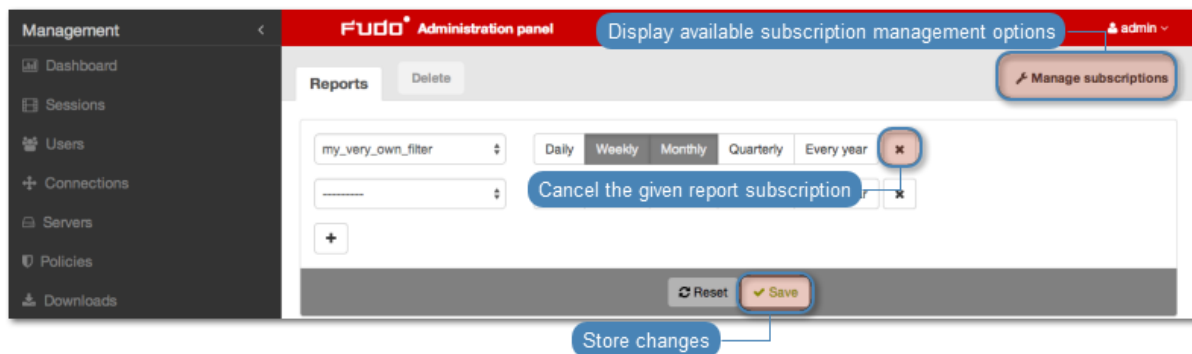 Management
FUDO Administration panel
Display available subscription management options
admin
Dashboard
Reports
Delete
Manage subscriptions
Sessions
Users
my_very_own_filter
Daily
Weekly
Monthly
Quarterly
Every year
Connections
---------
Cancel the given report subscription
Servers
Policies
Downloads
Reset
Save
Store changes